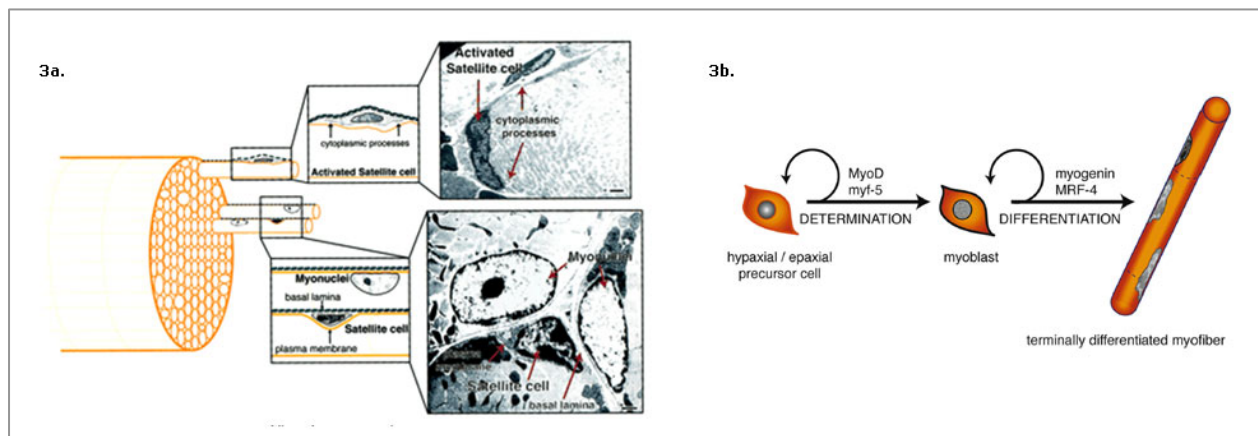 3a.
Activated
Satellite cell
cytoplasmic
processes
cytoplasmic processes
Activated Satellite cell
Myonuclei
Myonuclei
basal lamina
Satellite cell
plasma membrane
Satellite cell
basal lamina
3b.
MyoD
myf-5
DETERMINATION
myogenin
MRF-4
DIFFERENTIATION
hypaxial / epaxial
precursor cell
myoblast
terminally differentiated myofiber